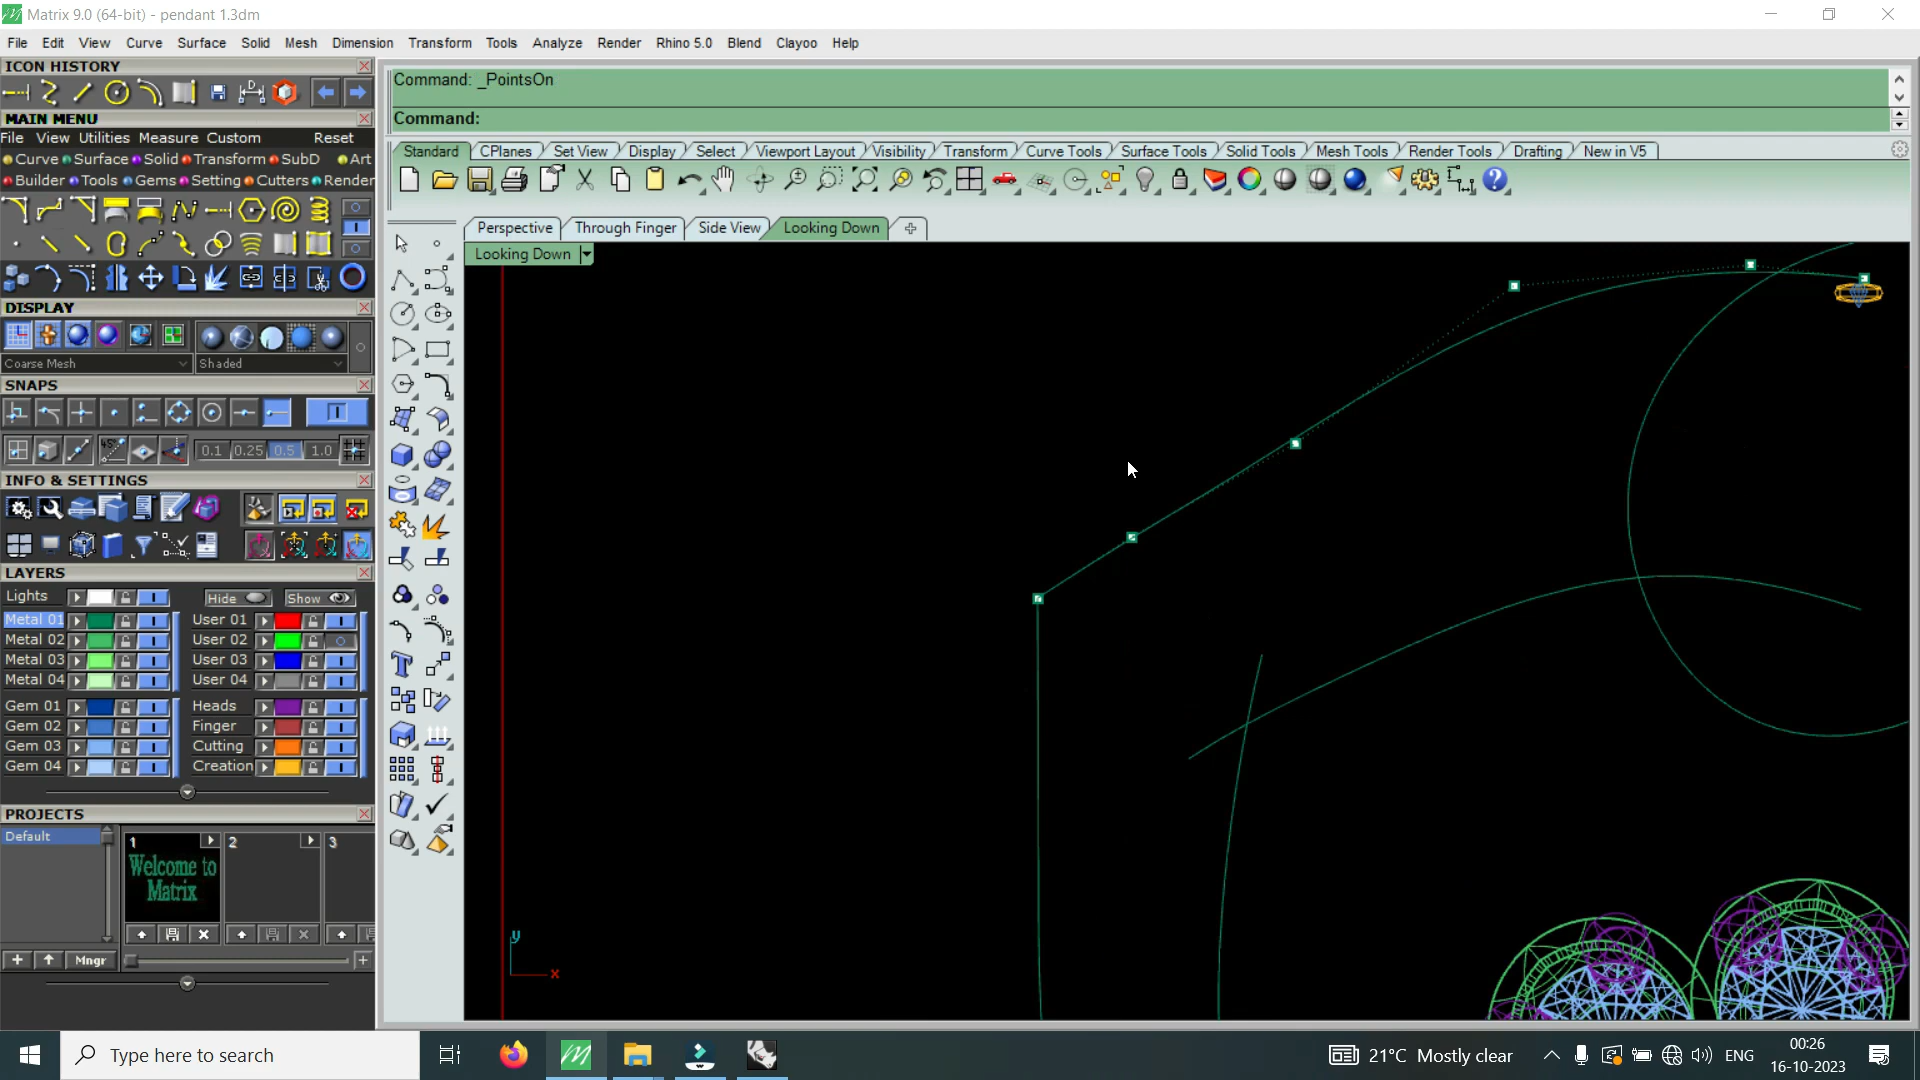 Matrix 9.0 (64-bit) - pendant 1.3dm
File Edit View Curve Surface Solid Mesh Dimension Transform Tools Analyze Render Rhino 5.0 Blend Clayoo Help
ICON HISTORY
MAIN MENU
File View Utilities Measure Custom Reset
Curve Surface Solid Transform SubD Art
Builder Tools Gems Setting Cutters Render
DISPLAY
Coarse Mesh Shaded
SNAPS
0.1 0.25 0.5 1.0
INFO & SETTINGS
LAYERS
Lights Hide Show
Metal 01 User 01
Metal 02 User 02
Metal 03 User 03
Metal 04 User 04
Gem 01 Heads
Gem 02 Finger
Gem 03 Cutting
Gem 04 Creation
PROJECTS
Default
1 2 3
Welcome to
Matrix
Mngr
Command: _PointsOn
Command:
Standard CPlanes Set View Display Select Viewport Layout Visibility Transform Curve Tools Surface Tools Solid Tools Mesh Tools Render Tools Drafting New in V5
Perspective Through Finger Side View Looking Down
Looking Down
y
x
Type here to search
21°C Mostly clear
ENG
00:26
16-10-2023